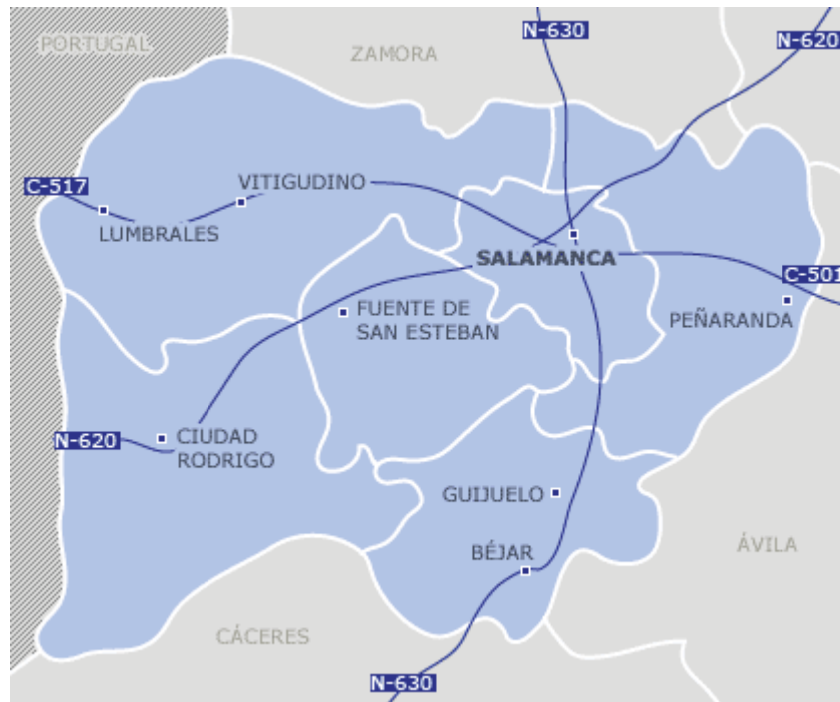 PORTUGAL
ZAMORA
N-630
N-620
C-517
VITIGUDINO
LUMBRALES
SALAMANCA
C-501
FUENTE DE
SAN ESTEBAN
PEÑARANDA
N-620
CIUDAD
RODRIGO
GUIJUELO
BÉJAR
ÁVILA
CÁCERES
N-630